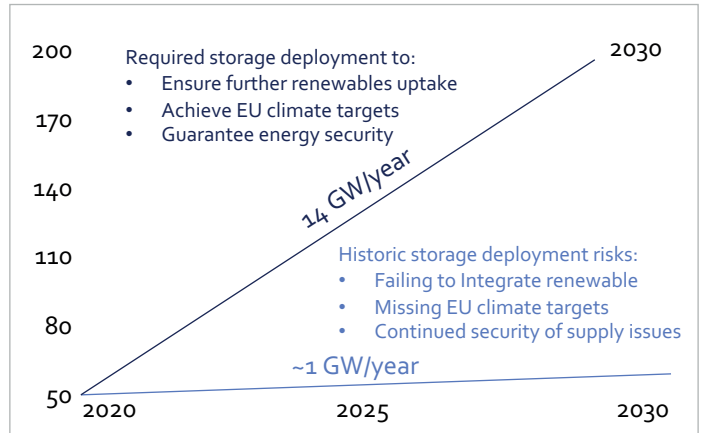 200
Required storage deployment to:
• Ensure further renewables uptake
• Achieve EU climate targets
• Guarantee energy security
2030
170
14 GW/year
140
110
Historic storage deployment risks:
• Failing to Integrate renewable
• Missing EU climate targets
• Continued security of supply issues
80
~1 GW/year
50
2020
2025
2030